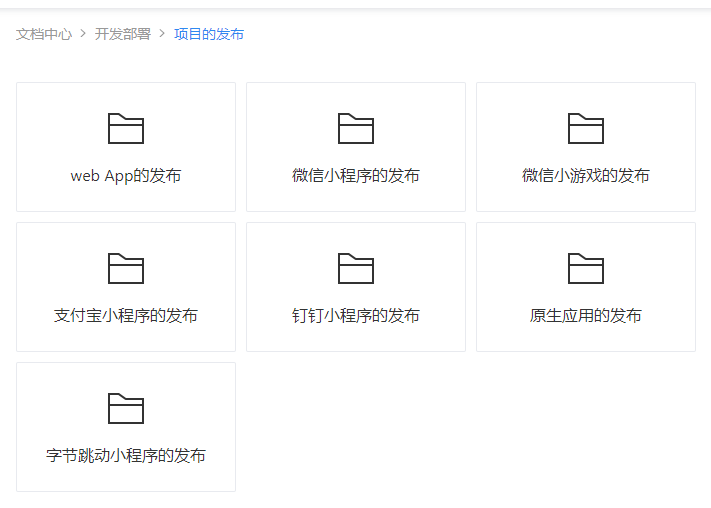 文档中心 > 开发部署 > 项目的发布
web App的发布
微信小程序的发布
微信小游戏的发布
支付宝小程序的发布
钉钉小程序的发布
原生应用的发布
字节跳动小程序的发布